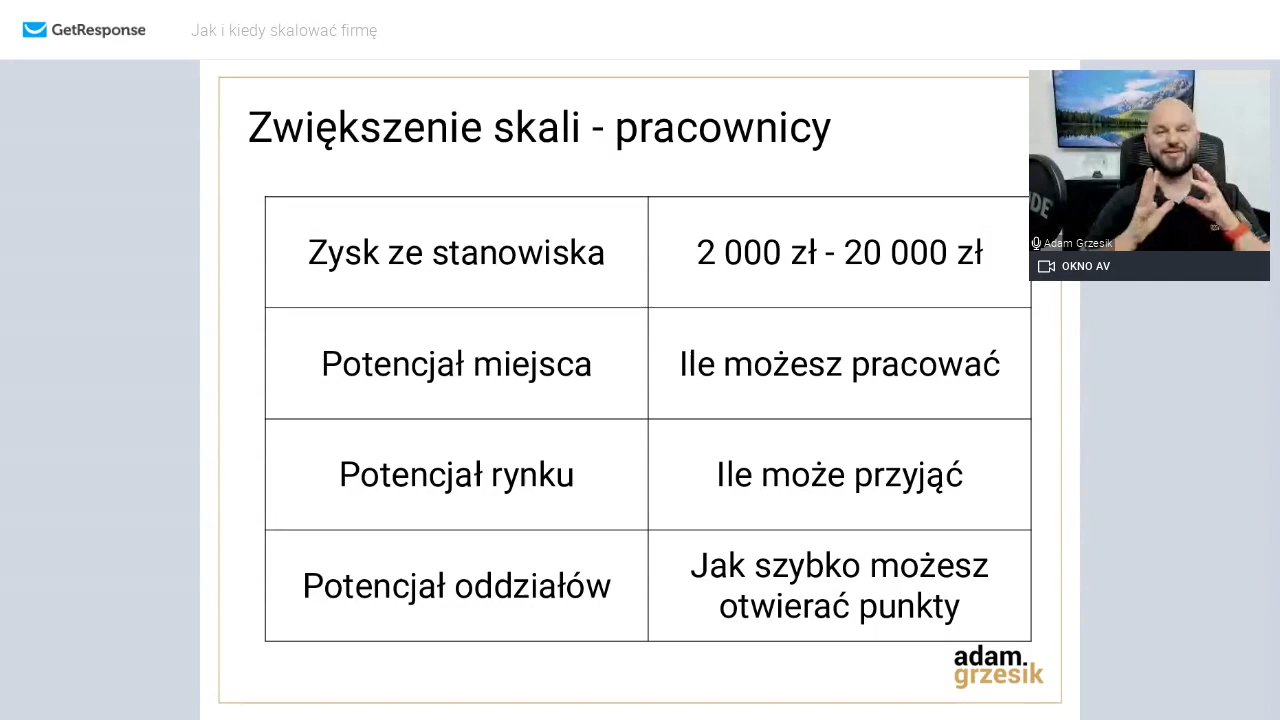 GetResponse
Jak i kiedy skalować firmę
Zwiększenie skali - pracownicy
Zysk ze stanowiska
2 000 zł - 20 000 zł
Potencjał miejsca
Ile możesz pracować
Potencjał rynku
Ile może przyjąć
Potencjał oddziałów
Jak szybko możesz
otwierać punkty
adam.
grzesik
Adam Grzesik
OKNO AV